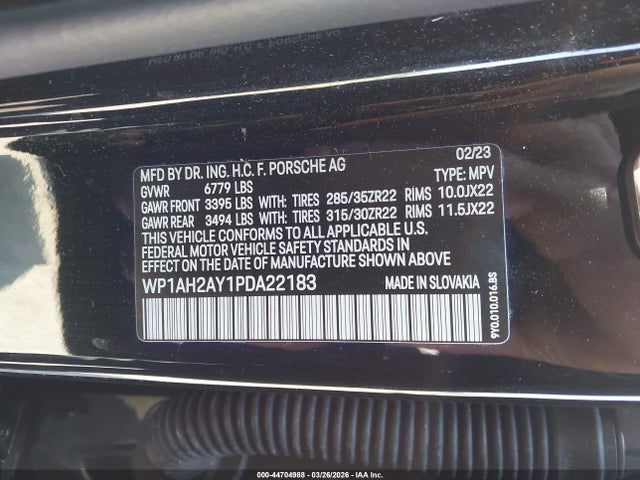 MFD BY DR. ING. H.C. F. PORSCHE AG 02/23
GVWR 6779 LBS TYPE: MPV
GAWR FRONT 3395 LBS WITH: TIRES 285/35ZR22 RIMS 10.0JX22
GAWR REAR 3494 LBS WITH: TIRES 315/30ZR22 RIMS 11.5JX22
THIS VEHICLE CONFORMS TO ALL APPLICABLE U.S.
FEDERAL MOTOR VEHICLE SAFETY STANDARDS IN
EFFECT ON THE DATE OF MANUFACTURE SHOWN ABOVE
WP1AH2AY1PDA22183 MADE IN SLOVAKIA
9Y0.010.016.BS
000-44704988 | 03/26/2026 | IAA Inc.